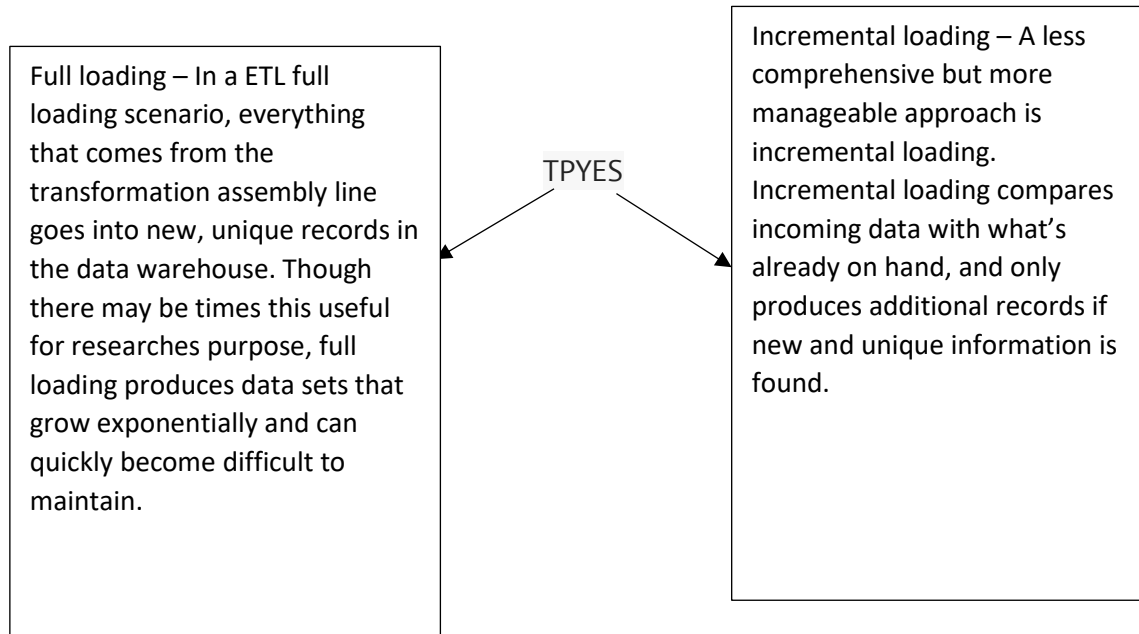 Full loading – In a ETL full
loading scenario, everything
that comes from the
transformation assembly line
goes into new, unique records in
the data warehouse. Though
there may be times this useful
for researches purpose, full
loading produces data sets that
grow exponentially and can
quickly become difficult to
maintain.
TPYES
Incremental loading – A less
comprehensive but more
manageable approach is
incremental loading.
Incremental loading compares
incoming data with what’s
already on hand, and only
produces additional records if
new and unique information is
found.